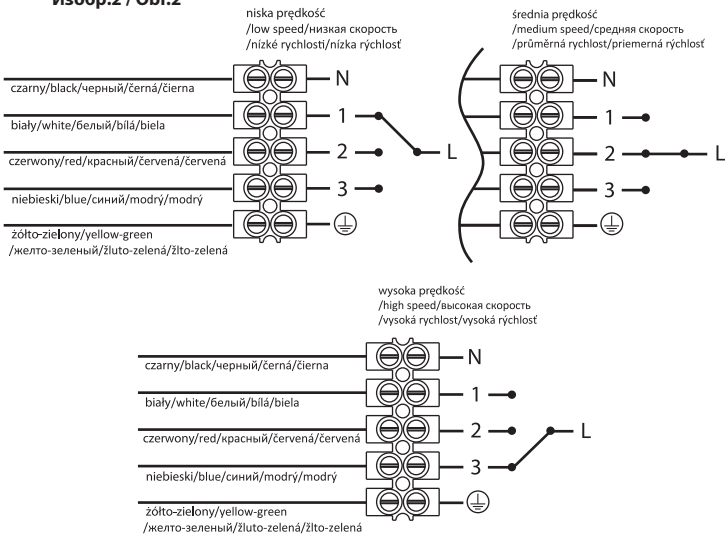 Изобр.2 / Obr.2
niska prędkość
/low speed/низкая скорость
/nízké rychlosti/nízka rýchlosť
średnia prędkość
/medium speed/средняя скорость
/průměrná rychlost/priemerná rýchlosť
czarny/black/черный/černá/čierna
N
N
biały/white/белый/bílá/biela
1
1
czerwony/red/красный/červená/červená
2
L
2
L
niebieski/blue/синий/modrý/modrý
3
3
żółto-zielony/yellow-green
/желто-зеленый/žluto-zelená/žlto-zelená
wysoka prędkość
/high speed/высокая скорость
/vysoká rychlost/vysoká rýchlosť
czarny/black/черный/černá/čierna
N
biały/white/белый/bílá/biela
1
czerwony/red/красный/červená/červená
2
L
niebieski/blue/синий/modrý/modrý
3
żółto-zielony/yellow-green
/желто-зеленый/žluto-zelená/žlto-zelená